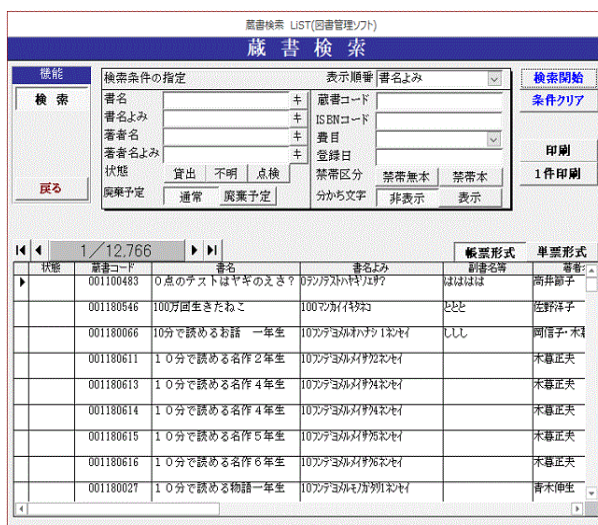 蔵書検索 LiST(図書管理ソフト)
蔵 書 検 索
機能
検 索
戻る
検索条件の指定 表示順番 書名よみ
書名 キ
書名よみ キ
著者名 キ
著者名よみ キ
状態 貸出 不明 点検
廃棄予定 通常 廃棄予定
蔵書コード
ISBNコード
費目
登録日
禁帯区分 禁帯無本 禁帯本
分かち文字 非表示 表示
検索開始
条件クリア
印刷
1件印刷
1/12,766
帳票形式 単票形式
状態 蔵書コード 書名 書名よみ 副書名等 著者
001100483 0点のテストはヤギのえさ? 0テンノテストハヤギノエサ? はははは 高井節子
001180546 100万回生きたねこ 100マンカイイキタネコ ととと 佐野洋子
001180066 10分で読めるお話 一年生 10フンデヨメルオハナシ 1ネンセイ ししし 岡信子・木暮
001180611 10分で読める名作2年生 10フンデヨメルメイサク2ネンセイ 木暮正夫
001180613 10分で読める名作4年生 10フンデヨメルメイサク4ネンセイ 木暮正夫
001180614 10分で読める名作4年生 10フンデヨメルメイサク4ネンセイ 木暮正夫
001180615 10分で読める名作5年生 10フンデヨメルメイサク5ネンセイ 木暮正夫
001180616 10分で読める名作6年生 10フンデヨメルメイサク6ネンセイ 木暮正夫
001180027 10分で読める物語一年生 10フンデヨメルモノガタリ1ネンセイ 青木伸生